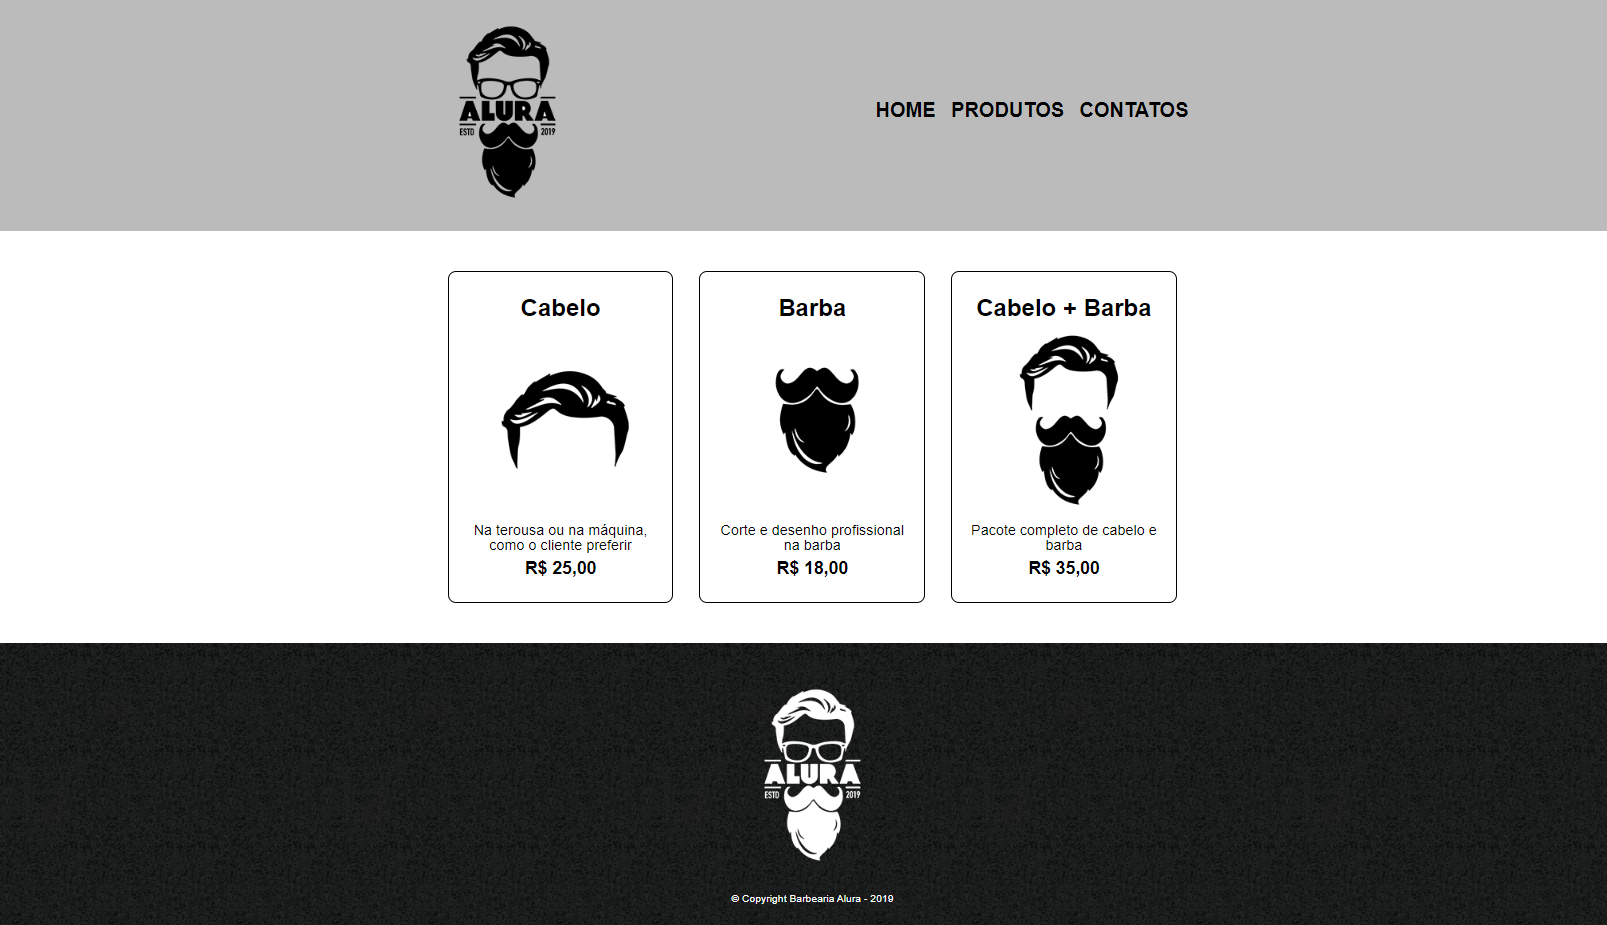 ALURA
ESTD 2019
HOME PRODUTOS CONTATOS
Cabelo
Na terousa ou na máquina,
como o cliente preferir
R$ 25,00
Barba
Corte e desenho profissional
na barba
R$ 18,00
Cabelo + Barba
Pacote completo de cabelo e
barba
R$ 35,00
ALURA
ESTD 2019
© Copyright Barbearia Alura - 2019